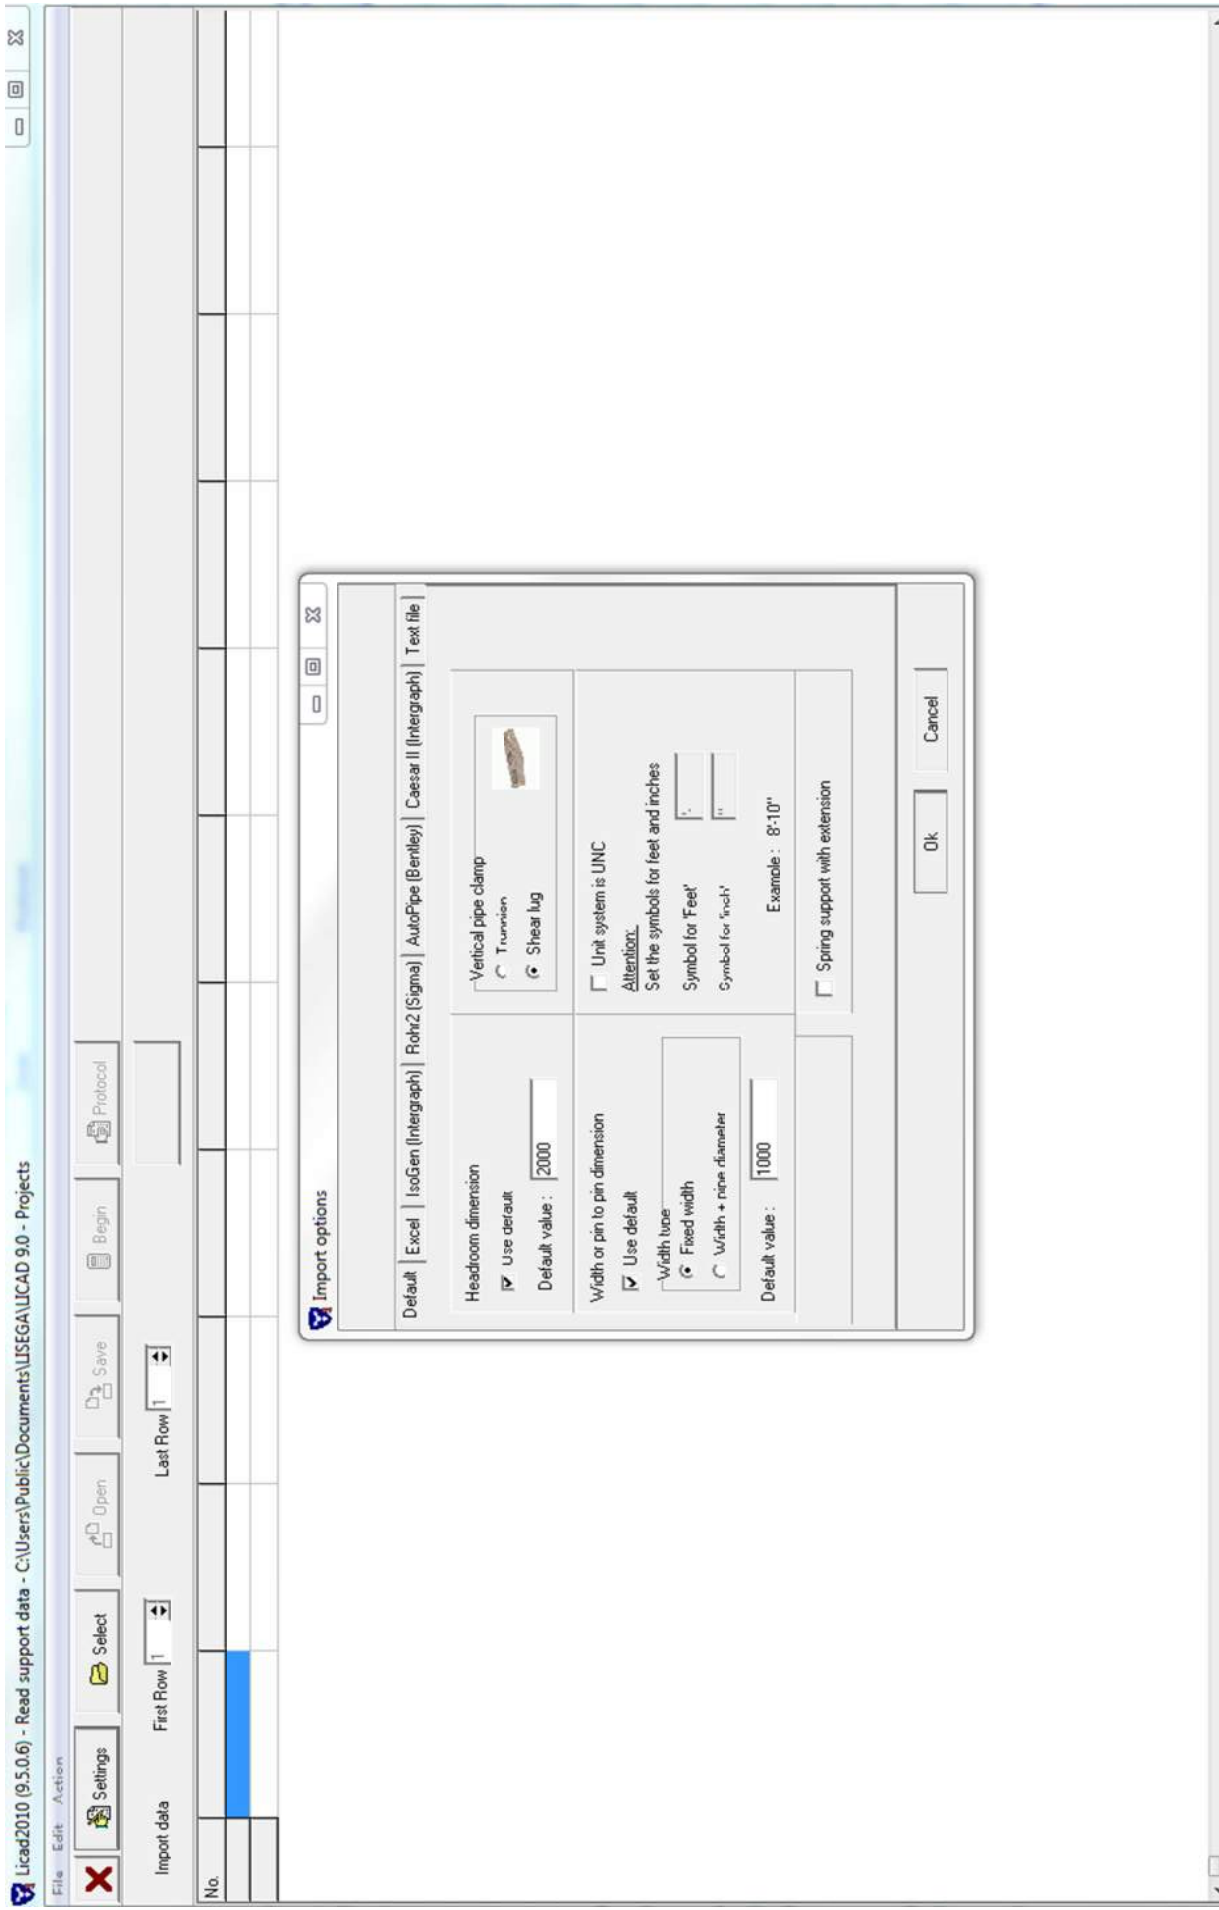 Licad2010 (9.5.0.6) - Read support data - C:\Users\Public\Documents\LISEGA\LICAD 9.0 - Projects
File Edit Action
Settings Select Open Save Begin Protocol
Import data First Row 1 Last Row 1
No.
Import options
Default Excel IsoGen (Intergraph) Rohr2 (Sigma) AutoPipe (Bentley) Caesar II (Intergraph) Text file
Headroom dimension
Use default
Default value : 2000
Vertical pipe clamp
Trunnion
Shear lug
Width or pin to pin dimension
Use default
Width type
Fixed width
Width + pipe diameter
Default value : 1000
Unit system is UNC
Attention:
Set the symbols for feet and inches
Symbol for 'Feet' '-
Symbol for 'inch' "
Example : 8'-10"
Spring support with extension
Ok Cancel